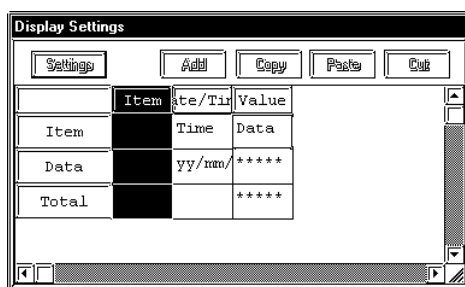 Display Settings
Settings Add Copy Paste Cut
Item ate/Tir Value
Item Time Data
Data yy/mm/ *****
Total *****